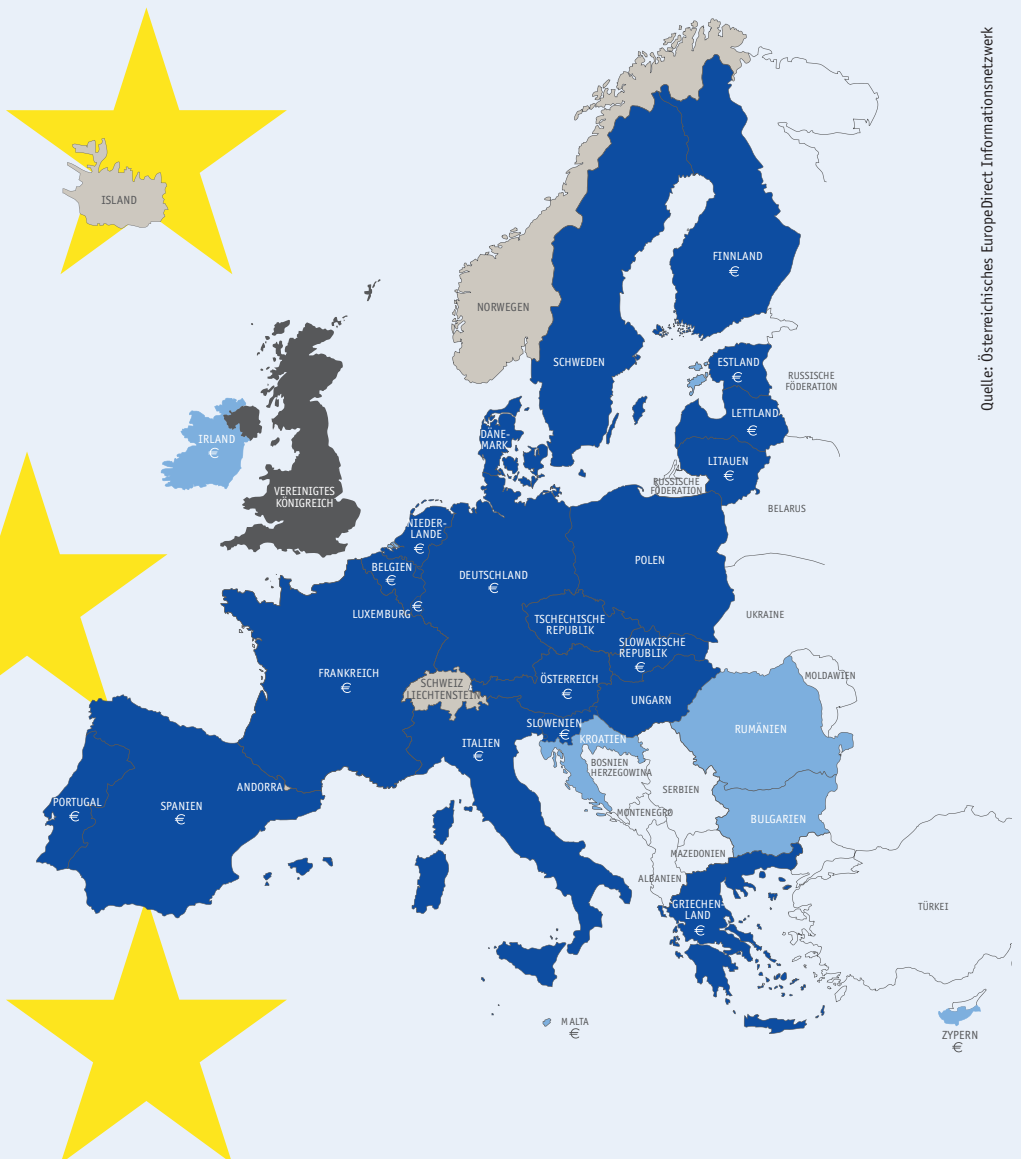 Quelle: Österreichisches EuropeDirect Informationsnetzwerk
ISLAND
NORWEGEN
FINNLAND
€
SCHWEDEN
ESTLAND
€
RUSSISCHE
FÖDERATION
LETTLAND
€
IRLAND
€
DÄNE-
MARK
LITAUEN
€
RUSSISCHE
FÖDERATION
VEREINIGTES
KÖNIGREICH
BELARUS
NIEDER-
LANDE
€
BELGIEN
€
DEUTSCHLAND
€
POLEN
LUXEMBURG €
TSCHECHISCHE
REPUBLIK
UKRAINE
SLOWAKISCHE
REPUBLIK
€
FRANKREICH
€
SCHWEIZ
LIECHTENSTEIN
ÖSTERREICH
€
MOLDAWIEN
UNGARN
SLOWENIEN
€
RUMÄNIEN
ITALIEN
€
KROATIEN
BOSNIEN
HERZEGOWINA
SERBIEN
ANDORRA
PORTUGAL
€
SPANIEN
€
MONTENEGRO
BULGARIEN
MAZEDONIEN
ALBANIEN
GRIECHEN-
LAND
€
TÜRKEI
MALTA
€
ZYPERN
€